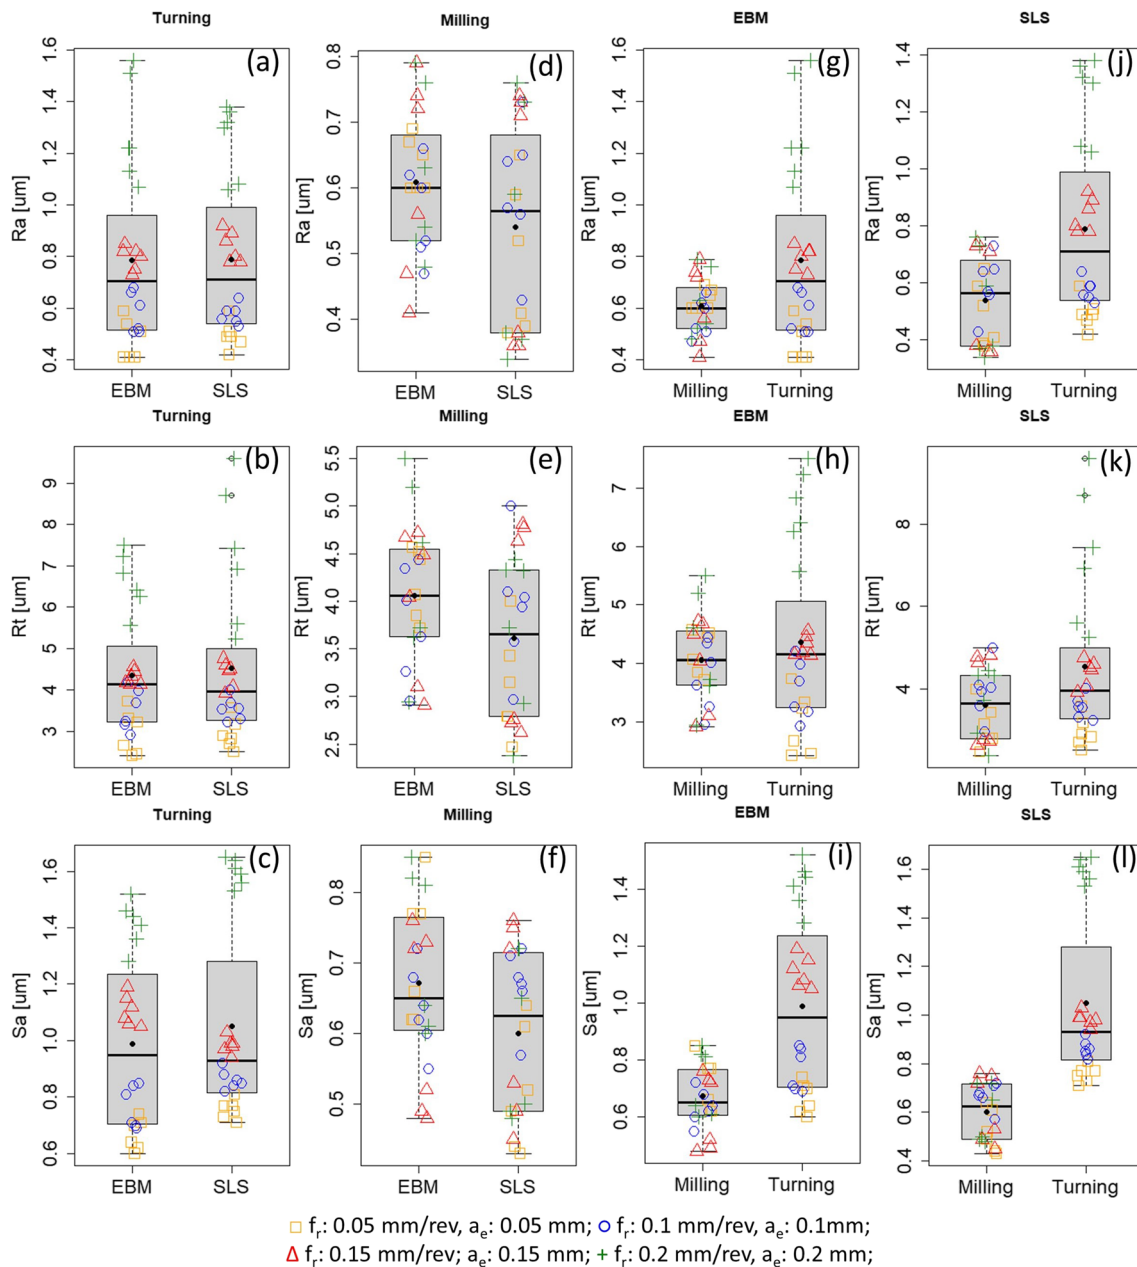 Turning
Milling
EBM
SLS
(a)
(d)
(g)
(j)
Ra [um]
0.4 0.6 0.8 1.0 1.2 1.4 1.6
EBM SLS
Ra [um]
0.4 0.5 0.6 0.7 0.8
EBM SLS
Ra [um]
0.4 0.6 0.8 1.0 1.2 1.4 1.6
Milling Turning
Ra [um]
0.4 0.6 0.8 1.0 1.2 1.4
Milling Turning
Turning
Milling
EBM
SLS
(b)
(e)
(h)
(k)
Rt [um]
3 4 5 6 7 8 9
EBM SLS
Rt [um]
2.5 3.0 3.5 4.0 4.5 5.0 5.5
EBM SLS
Rt [um]
3 4 5 6 7
Milling Turning
Rt [um]
4 6 8
Milling Turning
Turning
Milling
EBM
SLS
(c)
(f)
(i)
(l)
Sa [um]
0.6 0.8 1.0 1.2 1.4 1.6
EBM SLS
Sa [um]
0.5 0.6 0.7 0.8
EBM SLS
Sa [um]
0.6 0.8 1.0 1.2 1.4
Milling Turning
Sa [um]
0.4 0.6 0.8 1.0 1.2 1.4 1.6
Milling Turning
fr: 0.05 mm/rev, ae: 0.05 mm; fr: 0.1 mm/rev, ae: 0.1mm;
fr: 0.15 mm/rev; ae: 0.15 mm; fr: 0.2 mm/rev, ae: 0.2 mm;